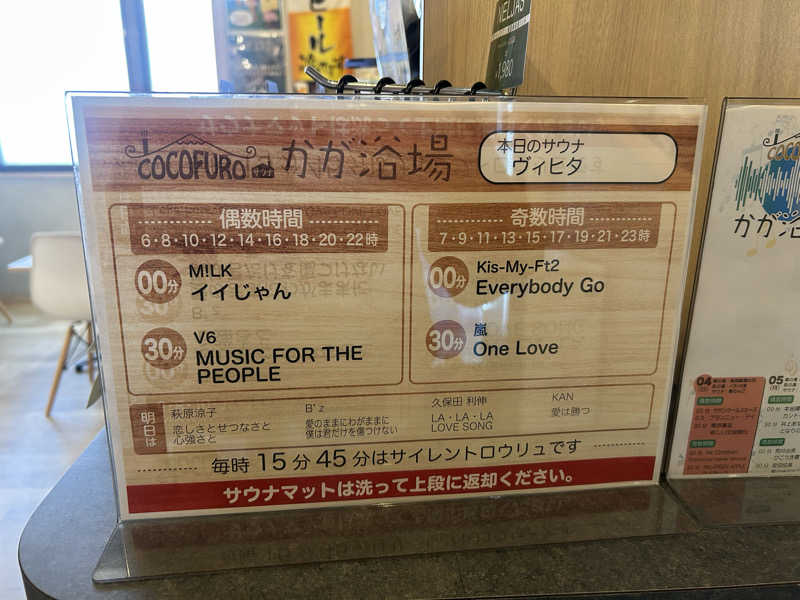 NELIAS
1,980
COCOFURO
かが浴場
本日のサウナ
ヴィヒタ
偶数時間
6・8・10・12・14・16・18・20・22時
00分
M!LK
イイじゃん
30分
V6
MUSIC FOR THE
PEOPLE
奇数時間
7・9・11・13・15・17・19・21・23時
00分
Kis-My-Ft2
Everybody Go
30分
嵐
One Love
明日は
萩原涼子
恋しさとせつなさと
心強さと
B'z
愛のままにわがままに
僕は君だけを傷つけない
久保田 利伸
LA・LA・LA
LOVE SONG
KAN
愛は勝つ
毎時 15分 45分はサイレントロウリュです
サウナマットは洗って上段に返却ください。
かが浴
04
05